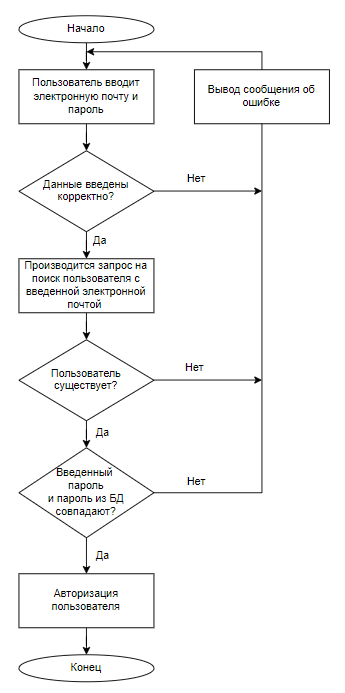 Начало
Пользователь вводит
электронную почту и
пароль
Вывод сообщения об
ошибке
Данные введены
корректно?
Нет
Да
Производится запрос на
поиск пользователя с
введенной электронной
почтой
Пользователь
существует?
Нет
Да
Введенный
пароль
и пароль из БД
совпадают?
Нет
Да
Авторизация
пользователя
Конец